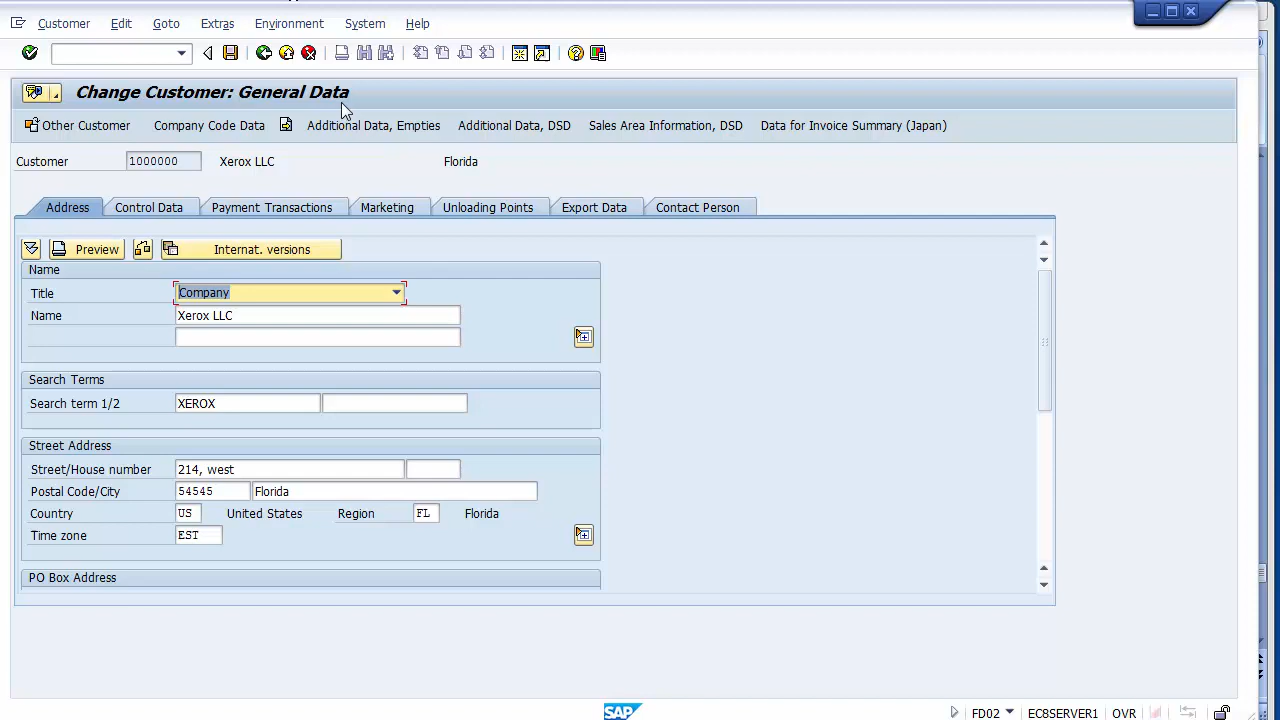 Customer Edit Goto Extras Environment System Help
Change Customer: General Data
Other Customer Company Code Data Additional Data, Empties Additional Data, DSD Sales Area Information, DSD Data for Invoice Summary (Japan)
Customer 1000000 Xerox LLC Florida
Address Control Data Payment Transactions Marketing Unloading Points Export Data Contact Person
Preview Internat. versions
Name
Title Company
Name Xerox LLC
Search Terms
Search term 1/2 XEROX
Street Address
Street/House number 214, west
Postal Code/City 54545 Florida
Country US United States Region FL Florida
Time zone EST
PO Box Address
SAP FD02 EC8SERVER1 OVR